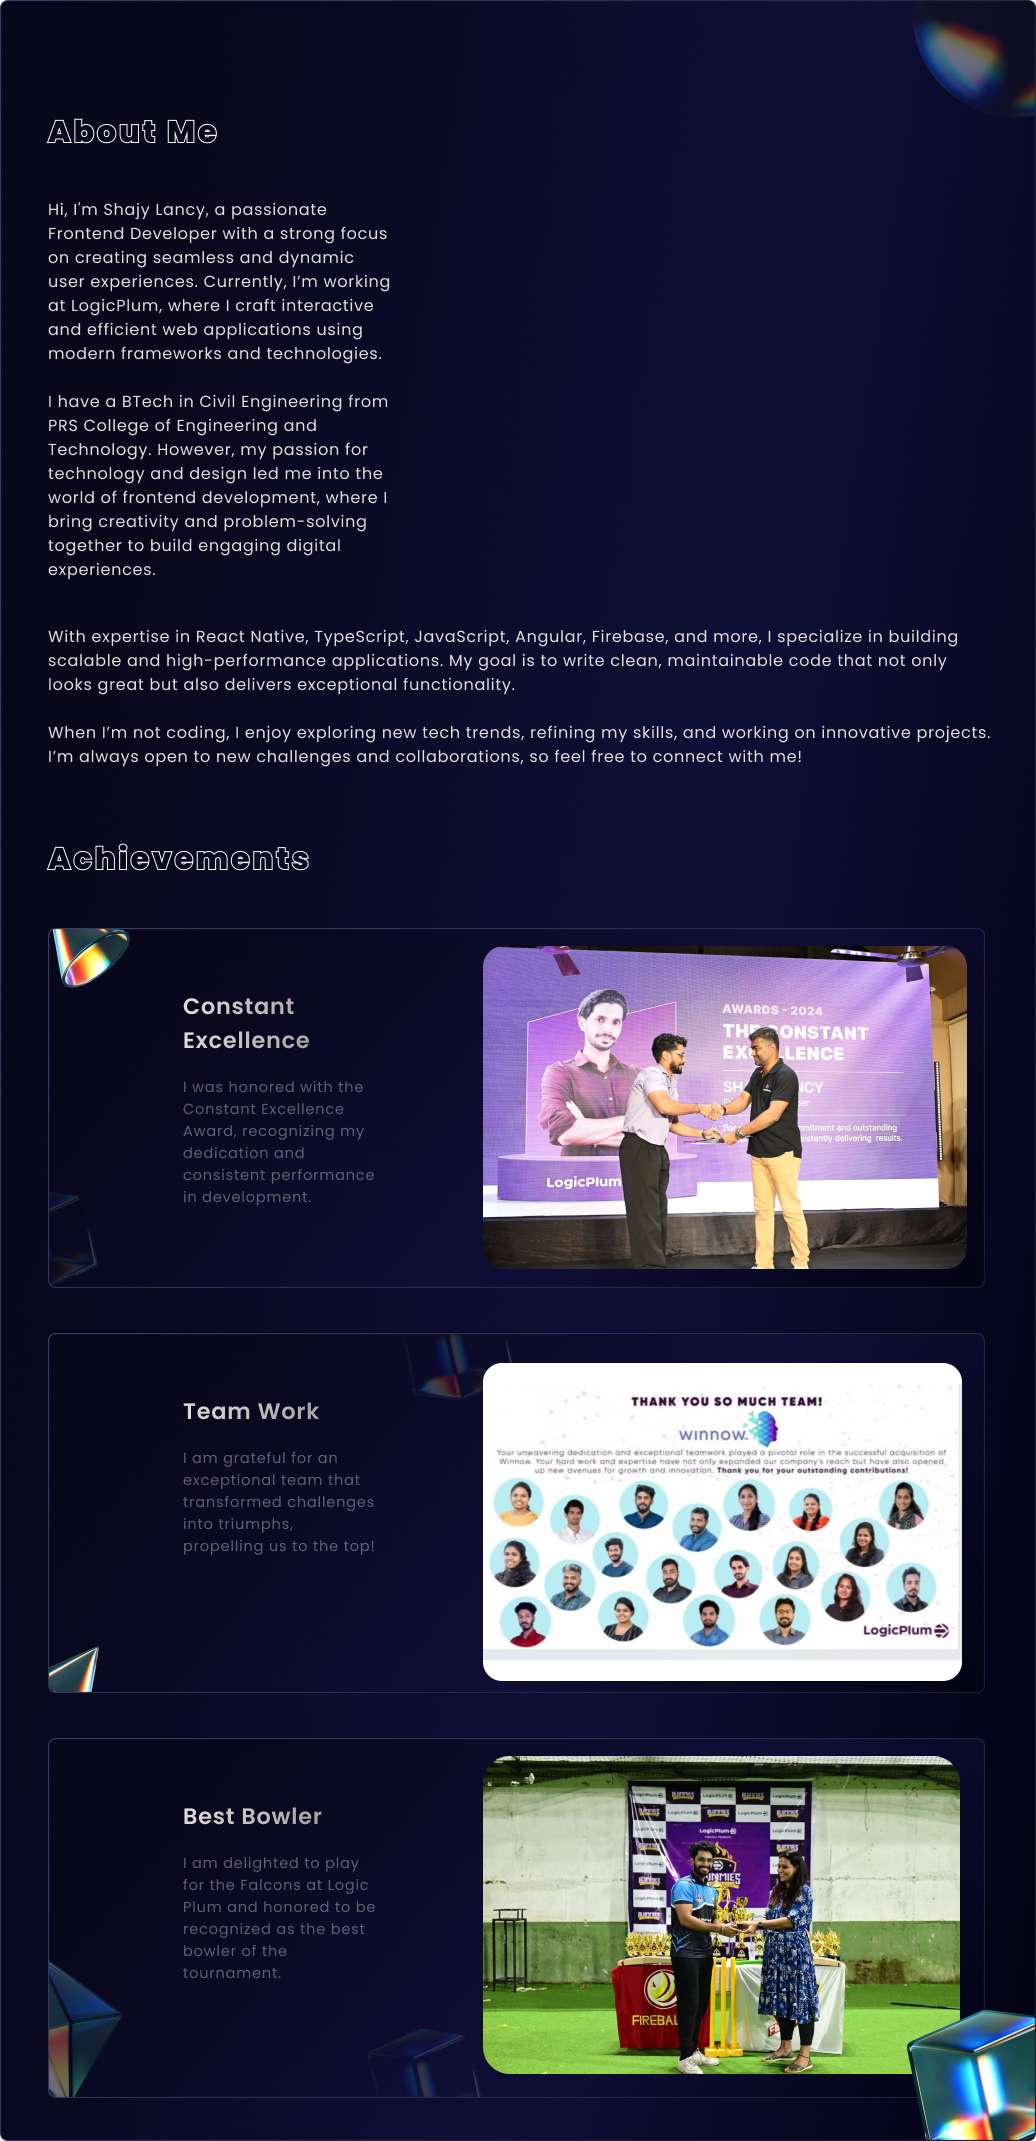 About Me
Hi, I'm Shajy Lancy, a passionate
Frontend Developer with a strong focus
on creating seamless and dynamic
user experiences. Currently, I’m working
at LogicPlum, where I craft interactive
and efficient web applications using
modern frameworks and technologies.
I have a BTech in Civil Engineering from
PRS College of Engineering and
Technology. However, my passion for
technology and design led me into the
world of frontend development, where I
bring creativity and problem-solving
together to build engaging digital
experiences.
With expertise in React Native, TypeScript, JavaScript, Angular, Firebase, and more, I specialize in building
scalable and high-performance applications. My goal is to write clean, maintainable code that not only
looks great but also delivers exceptional functionality.
When I’m not coding, I enjoy exploring new tech trends, refining my skills, and working on innovative projects.
I’m always open to new challenges and collaborations, so feel free to connect with me!
Achievements
Constant
Excellence
I was honored with the
Constant Excellence
Award, recognizing my
dedication and
consistent performance
in development.
AWARDS - 2024
THE CONSTANT
LogicPlum
and outstanding
delivering results.
Team Work
I am grateful for an
exceptional team that
transformed challenges
into triumphs,
propelling us to the top!
THANK YOU SO MUCH TEAM!
winnow
Your unwavering dedication and exceptional teamwork played a pivotal role in the successful acquisition of
Winnow. Your hard work and expertise have not only expanded our company's reach but have also opened
up new avenues for growth and innovation. Thank you for your outstanding contributions!
LogicPlum
Best Bowler
I am delighted to play
for the Falcons at Logic
Plum and honored to be
recognized as the best
bowler of the
tournament.
LogicPlum
LogicPlum
LogicPlum
LogicPlum
LogicPlum
LogicPlum
FIREBAL